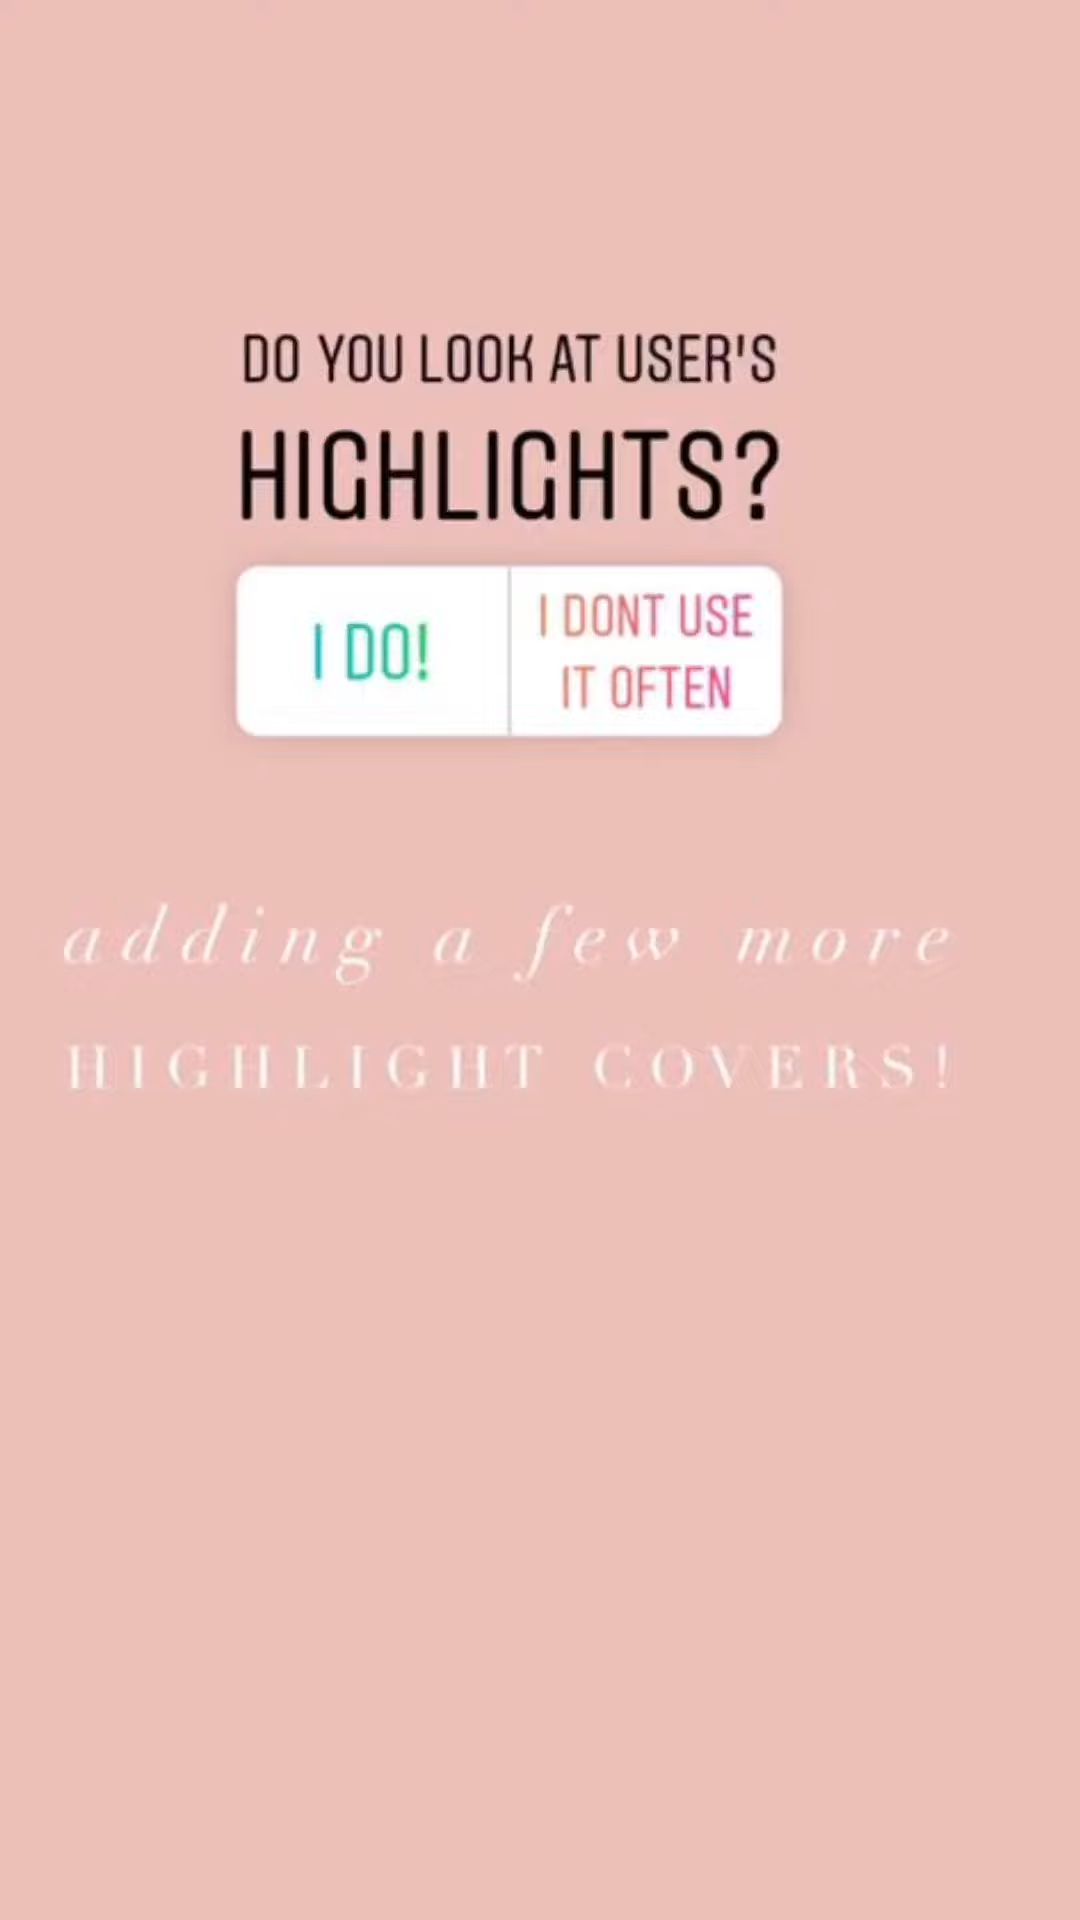 DO YOU LOOK AT USER'S
HIGHLIGHTS?
I DO!
I DONT USE
IT OFTEN
adding a few more
HIGHLIGHT COVERS!